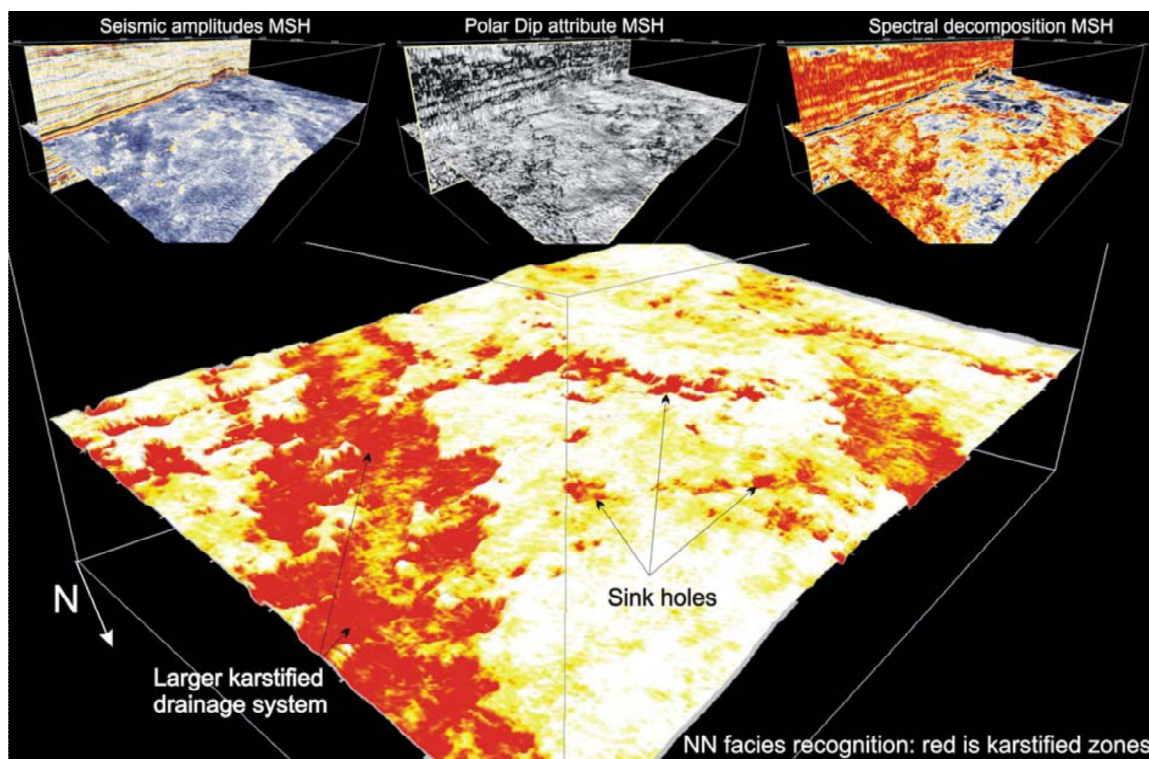 Seismic amplitudes MSH
Polar Dip attribute MSH
Spectral decomposition MSH
Sink holes
N
Larger karstified
drainage system
NN facies recognition: red is karstified zones